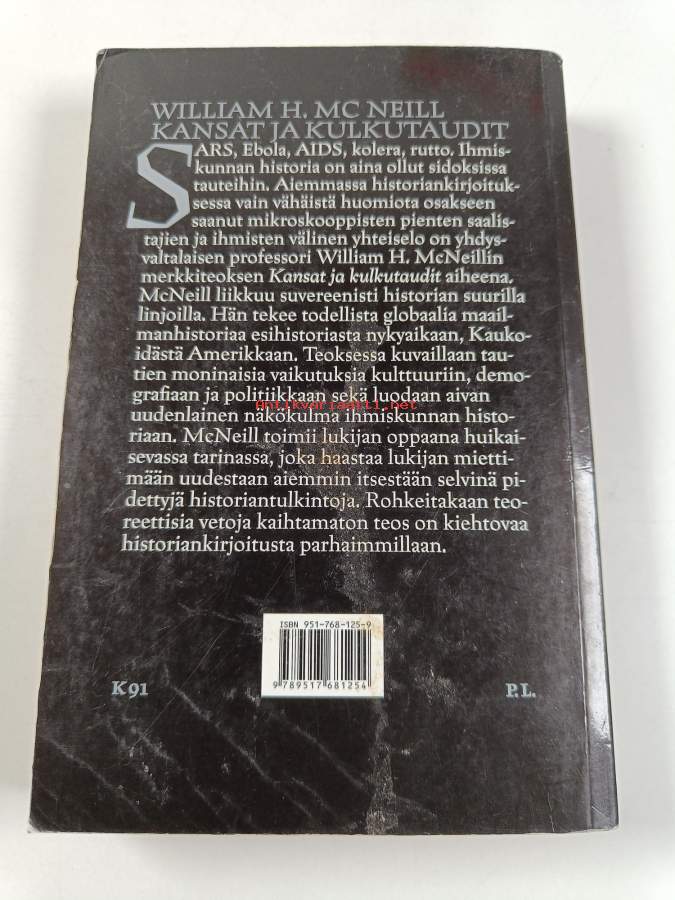 WILLIAM H. MC NEILL
KANSAT JA KULKUTAUDIT
SARS, Ebola, AIDS, kolera, rutto. Ihmis-
kunnan historia on aina ollut sidoksissa
tauteihin. Aiemmassa historiankirjoituk-
sessa vain vähäistä huomiota osakseen
saanut mikroskooppisten pienten saalis-
tajien ja ihmisten välinen yhteiselo on yhdys-
valtalaisen professori William H. McNeillin
merkkiteoksen Kansat ja kulkutaudit aiheena.
McNeill liikkuu suvereenisti historian suurilla
linjoilla. Hän tekee todellista globaalia maail-
manhistoriaa esihistoriasta nykyaikaan, Kauko-
idästä Amerikkaan. Teoksessa kuvaillaan tau-
tien moninaisia vaikutuksia kulttuuriin, demo-
grafiaan ja politiikkaan sekä luodaan aivan
Antikvariaatti.net
uudenlainen näkökulma ihmiskunnan histo-
riaan. McNeill toimii lukijan oppaana huikai-
sevassa tarinassa, joka haastaa lukijan mietti-
mään uudestaan aiemmin itsestään selvinä pi-
dettyjä historiantulkintoja. Rohkeitakaan teo-
reettisia vetoja kaihtamaton teos on kiehtovaa
historiankirjoitusta parhaimmillaan.
ISBN 951-768-125-9
9 789517 681254
K 91
P.L.